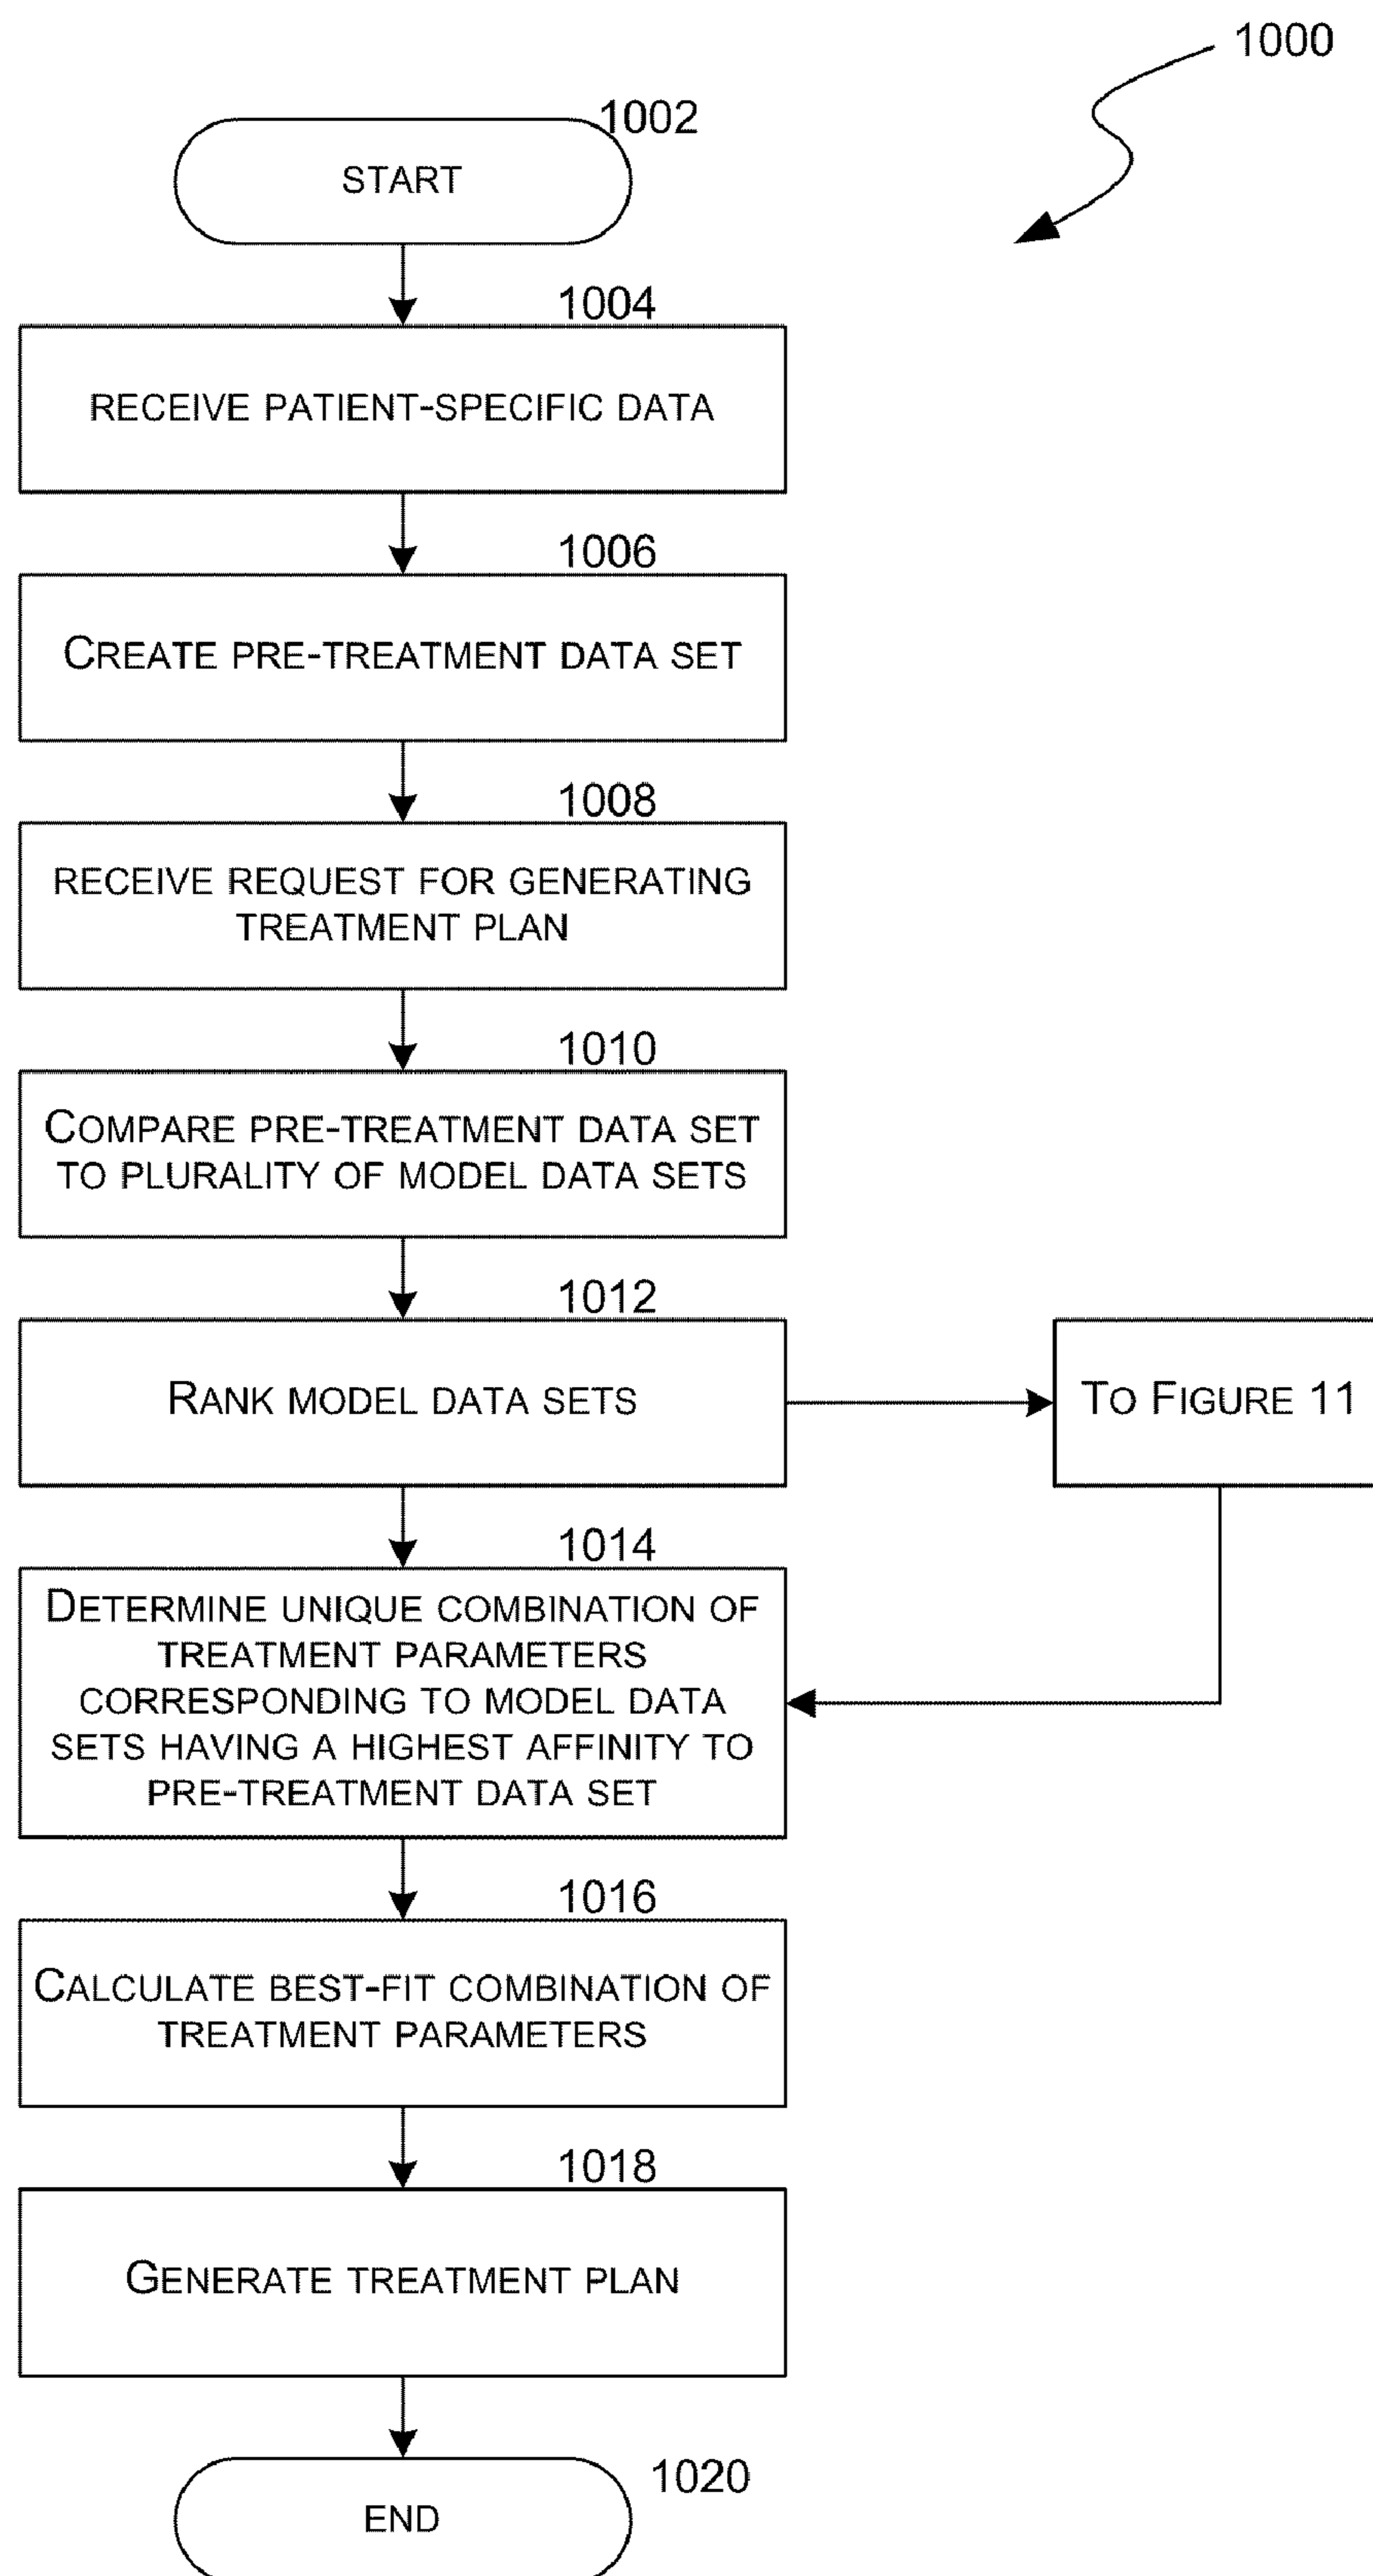 1000
1002
START
1004
RECEIVE PATIENT-SPECIFIC DATA
1006
CREATE PRE-TREATMENT DATA SET
1008
RECEIVE REQUEST FOR GENERATING
TREATMENT PLAN
1010
COMPARE PRE-TREATMENT DATA SET
TO PLURALITY OF MODEL DATA SETS
1012
RANK MODEL DATA SETS
TO FIGURE 11
1014
DETERMINE UNIQUE COMBINATION OF
TREATMENT PARAMETERS
CORRESPONDING TO MODEL DATA
SETS HAVING A HIGHEST AFFINITY TO
PRE-TREATMENT DATA SET
1016
CALCULATE BEST-FIT COMBINATION OF
TREATMENT PARAMETERS
1018
GENERATE TREATMENT PLAN
1020
END